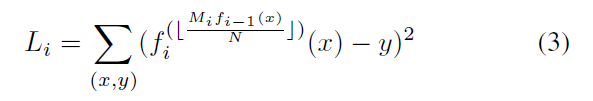 L_i = \sum_{(x,y)} (f_i^{(\lfloor \frac{M_i f_{i-1}(x)}{N} \rfloor)}(x) - y)^2 (3)